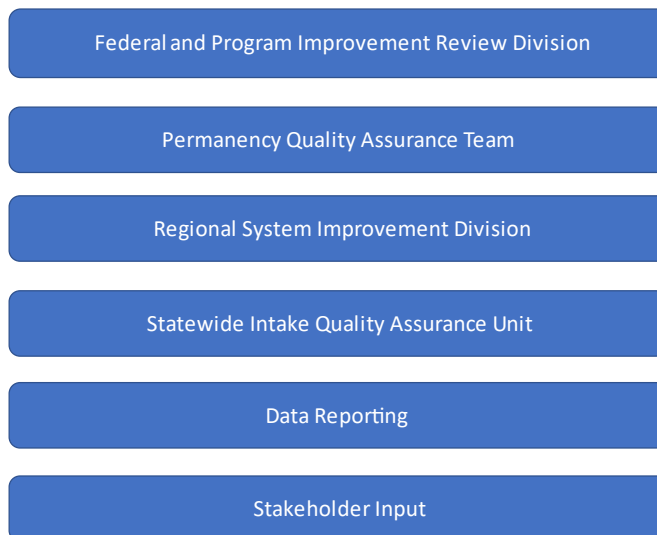 Federal and Program Improvement Review Division
Permanency Quality Assurance Team
Regional System Improvement Division
Statewide Intake Quality Assurance Unit
Data Reporting
Stakeholder Input